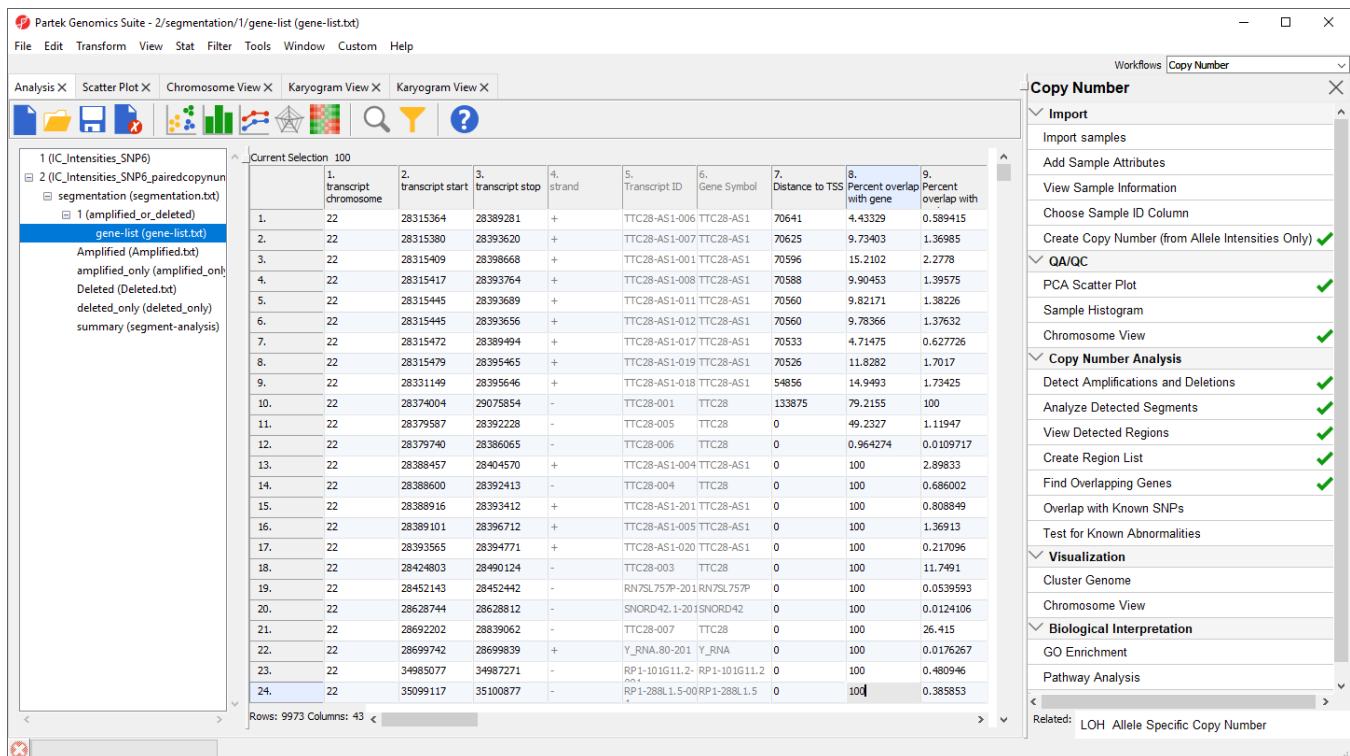 Partek Genomics Suite - 2/segmentation/1/gene-list (gene-list.txt)
File Edit Transform View Stat Filter Tools Window Custom Help
Workflows Copy Number
Analysis Scatter Plot Chromosome View Karyogram View Karyogram View
1 (IC_Intensities_SNP6)
2 (IC_Intensities_SNP6_pairedcopynun
segmentation (segmentation.txt)
1 (amplified_or_deleted)
gene-list (gene-list.txt)
Amplified (Amplified.txt)
amplified_only (amplified_only
Deleted (Deleted.txt)
deleted_only (deleted_only)
summary (segment-analysis)
Current Selection 100
1. transcript chromosome 2. transcript start 3. transcript stop 4. strand 5. Transcript ID 6. Gene Symbol 7. Distance to TSS 8. Percent overlap with gene 9. Percent overlap with
1. 22 28315364 28389281 + TTC28-AS1-006 TTC28-AS1 70641 4.43329 0.589415
2. 22 28315380 28393620 + TTC28-AS1-007 TTC28-AS1 70625 9.73403 1.36985
3. 22 28315409 28398668 + TTC28-AS1-001 TTC28-AS1 70596 15.2102 2.2778
4. 22 28315417 28393764 + TTC28-AS1-008 TTC28-AS1 70588 9.90453 1.39575
5. 22 28315445 28393689 + TTC28-AS1-011 TTC28-AS1 70560 9.82171 1.38226
6. 22 28315445 28393656 + TTC28-AS1-012 TTC28-AS1 70560 9.78366 1.37632
7. 22 28315472 28389494 + TTC28-AS1-017 TTC28-AS1 70533 4.71475 0.627726
8. 22 28315479 28395465 + TTC28-AS1-019 TTC28-AS1 70526 11.8282 1.7017
9. 22 28331149 28395646 + TTC28-AS1-018 TTC28-AS1 54856 14.9493 1.73425
10. 22 28374004 29075854 - TTC28-001 TTC28 133875 79.2155 100
11. 22 28379587 28392228 - TTC28-005 TTC28 0 49.2327 1.11947
12. 22 28379740 28386065 - TTC28-006 TTC28 0 0.964274 0.0109717
13. 22 28388457 28404570 + TTC28-AS1-004 TTC28-AS1 0 100 2.89833
14. 22 28388600 28392413 - TTC28-004 TTC28 0 100 0.686002
15. 22 28388916 28393412 + TTC28-AS1-201 TTC28-AS1 0 100 0.808849
16. 22 28389101 28396712 + TTC28-AS1-005 TTC28-AS1 0 100 1.36913
17. 22 28393565 28394771 + TTC28-AS1-020 TTC28-AS1 0 100 0.217096
18. 22 28424803 28490124 - TTC28-003 TTC28 0 100 11.7491
19. 22 28452143 28452442 - RN7SL757P-201 RN7SL757P 0 100 0.0539593
20. 22 28628744 28628812 - SNORD42.1-201 SNORD42 0 100 0.0124106
21. 22 28692202 28839062 - TTC28-007 TTC28 0 100 26.415
22. 22 28699742 28699839 + Y_RNA.80-201 Y_RNA 0 100 0.0176267
23. 22 34985077 34987271 - RP1-101G11.2- RP1-101G11.2 0 100 0.480946
24. 22 35099117 35100877 - RP1-288L1.5-00 RP1-288L1.5 0 100 0.385853
Rows: 9973 Columns: 43
Copy Number
Import
Import samples
Add Sample Attributes
View Sample Information
Choose Sample ID Column
Create Copy Number (from Allele Intensities Only)
QA/QC
PCA Scatter Plot
Sample Histogram
Chromosome View
Copy Number Analysis
Detect Amplifications and Deletions
Analyze Detected Segments
View Detected Regions
Create Region List
Find Overlapping Genes
Overlap with Known SNPs
Test for Known Abnormalities
Visualization
Cluster Genome
Chromosome View
Biological Interpretation
GO Enrichment
Pathway Analysis
Related: LOH Allele Specific Copy Number